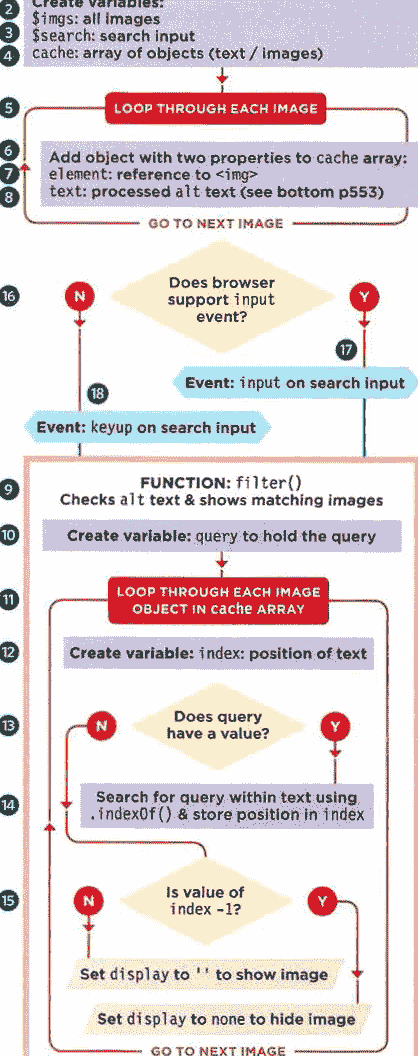 Create variables:
2
$imgs: all images
3
$search: search input
4
cache: array of objects (text / images)
5
LOOP THROUGH EACH IMAGE
6
Add object with two properties to cache array:
7
element: reference to <img>
8
text: processed alt text (see bottom p553)
GO TO NEXT IMAGE
16
N
Does browser
support input
event?
Y
17
Event: input on search input
18
Event: keyup on search input
9
FUNCTION: filter()
Checks alt text & shows matching images
10
Create variable: query to hold the query
11
LOOP THROUGH EACH IMAGE
OBJECT IN cache ARRAY
12
Create variable: index: position of text
13
N
Does query
have a value?
Y
14
Search for query within text using
.indexOf() & store position in index
15
N
Is value of
index -1?
Y
Set display to '' to show image
Set display to none to hide image
GO TO NEXT IMAGE